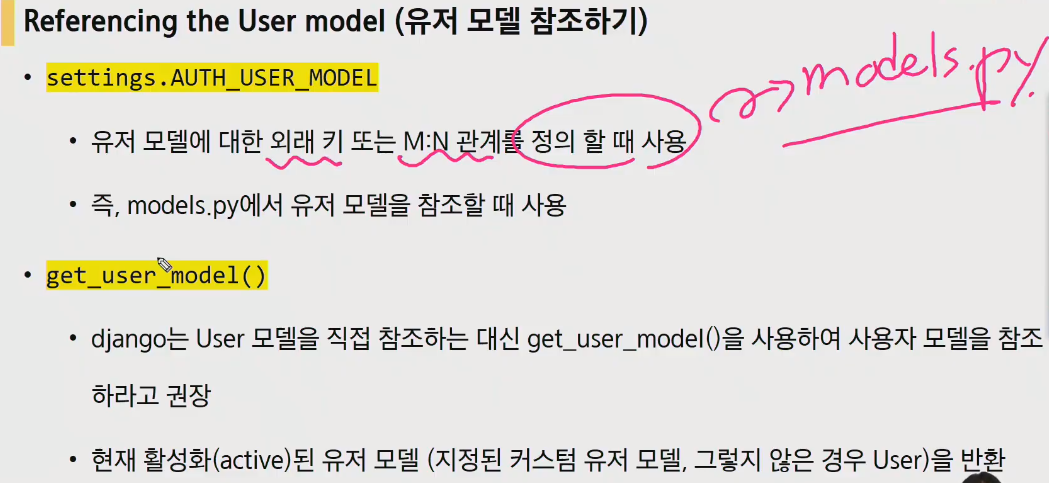 Referencing the User model (유저 모델 참조하기)
• settings.AUTH_USER_MODEL
→ models.py
• 유저 모델에 대한 외래 키 또는 M:N 관계를 정의 할 때 사용
• 즉, models.py에서 유저 모델을 참조할 때 사용
• get_user_model()
• django는 User 모델을 직접 참조하는 대신 get_user_model()을 사용하여 사용자 모델을 참조
하라고 권장
• 현재 활성화(active)된 유저 모델 (지정된 커스텀 유저 모델, 그렇지 않은 경우 User)을 반환